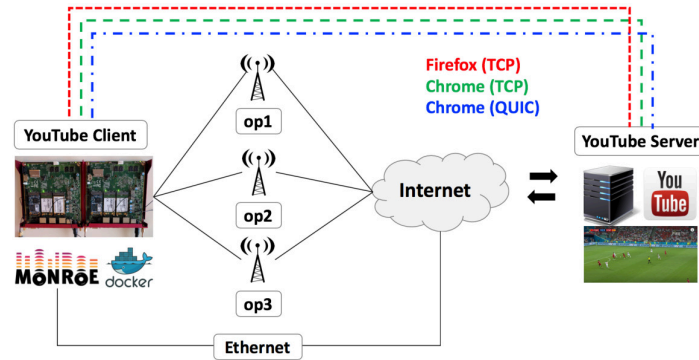 Firefox (TCP)
Chrome (TCP)
Chrome (QUIC)
YouTube Client
op1
YouTube Server
op2
Internet
You
Tube
op3
MONROE
docker
Ethernet